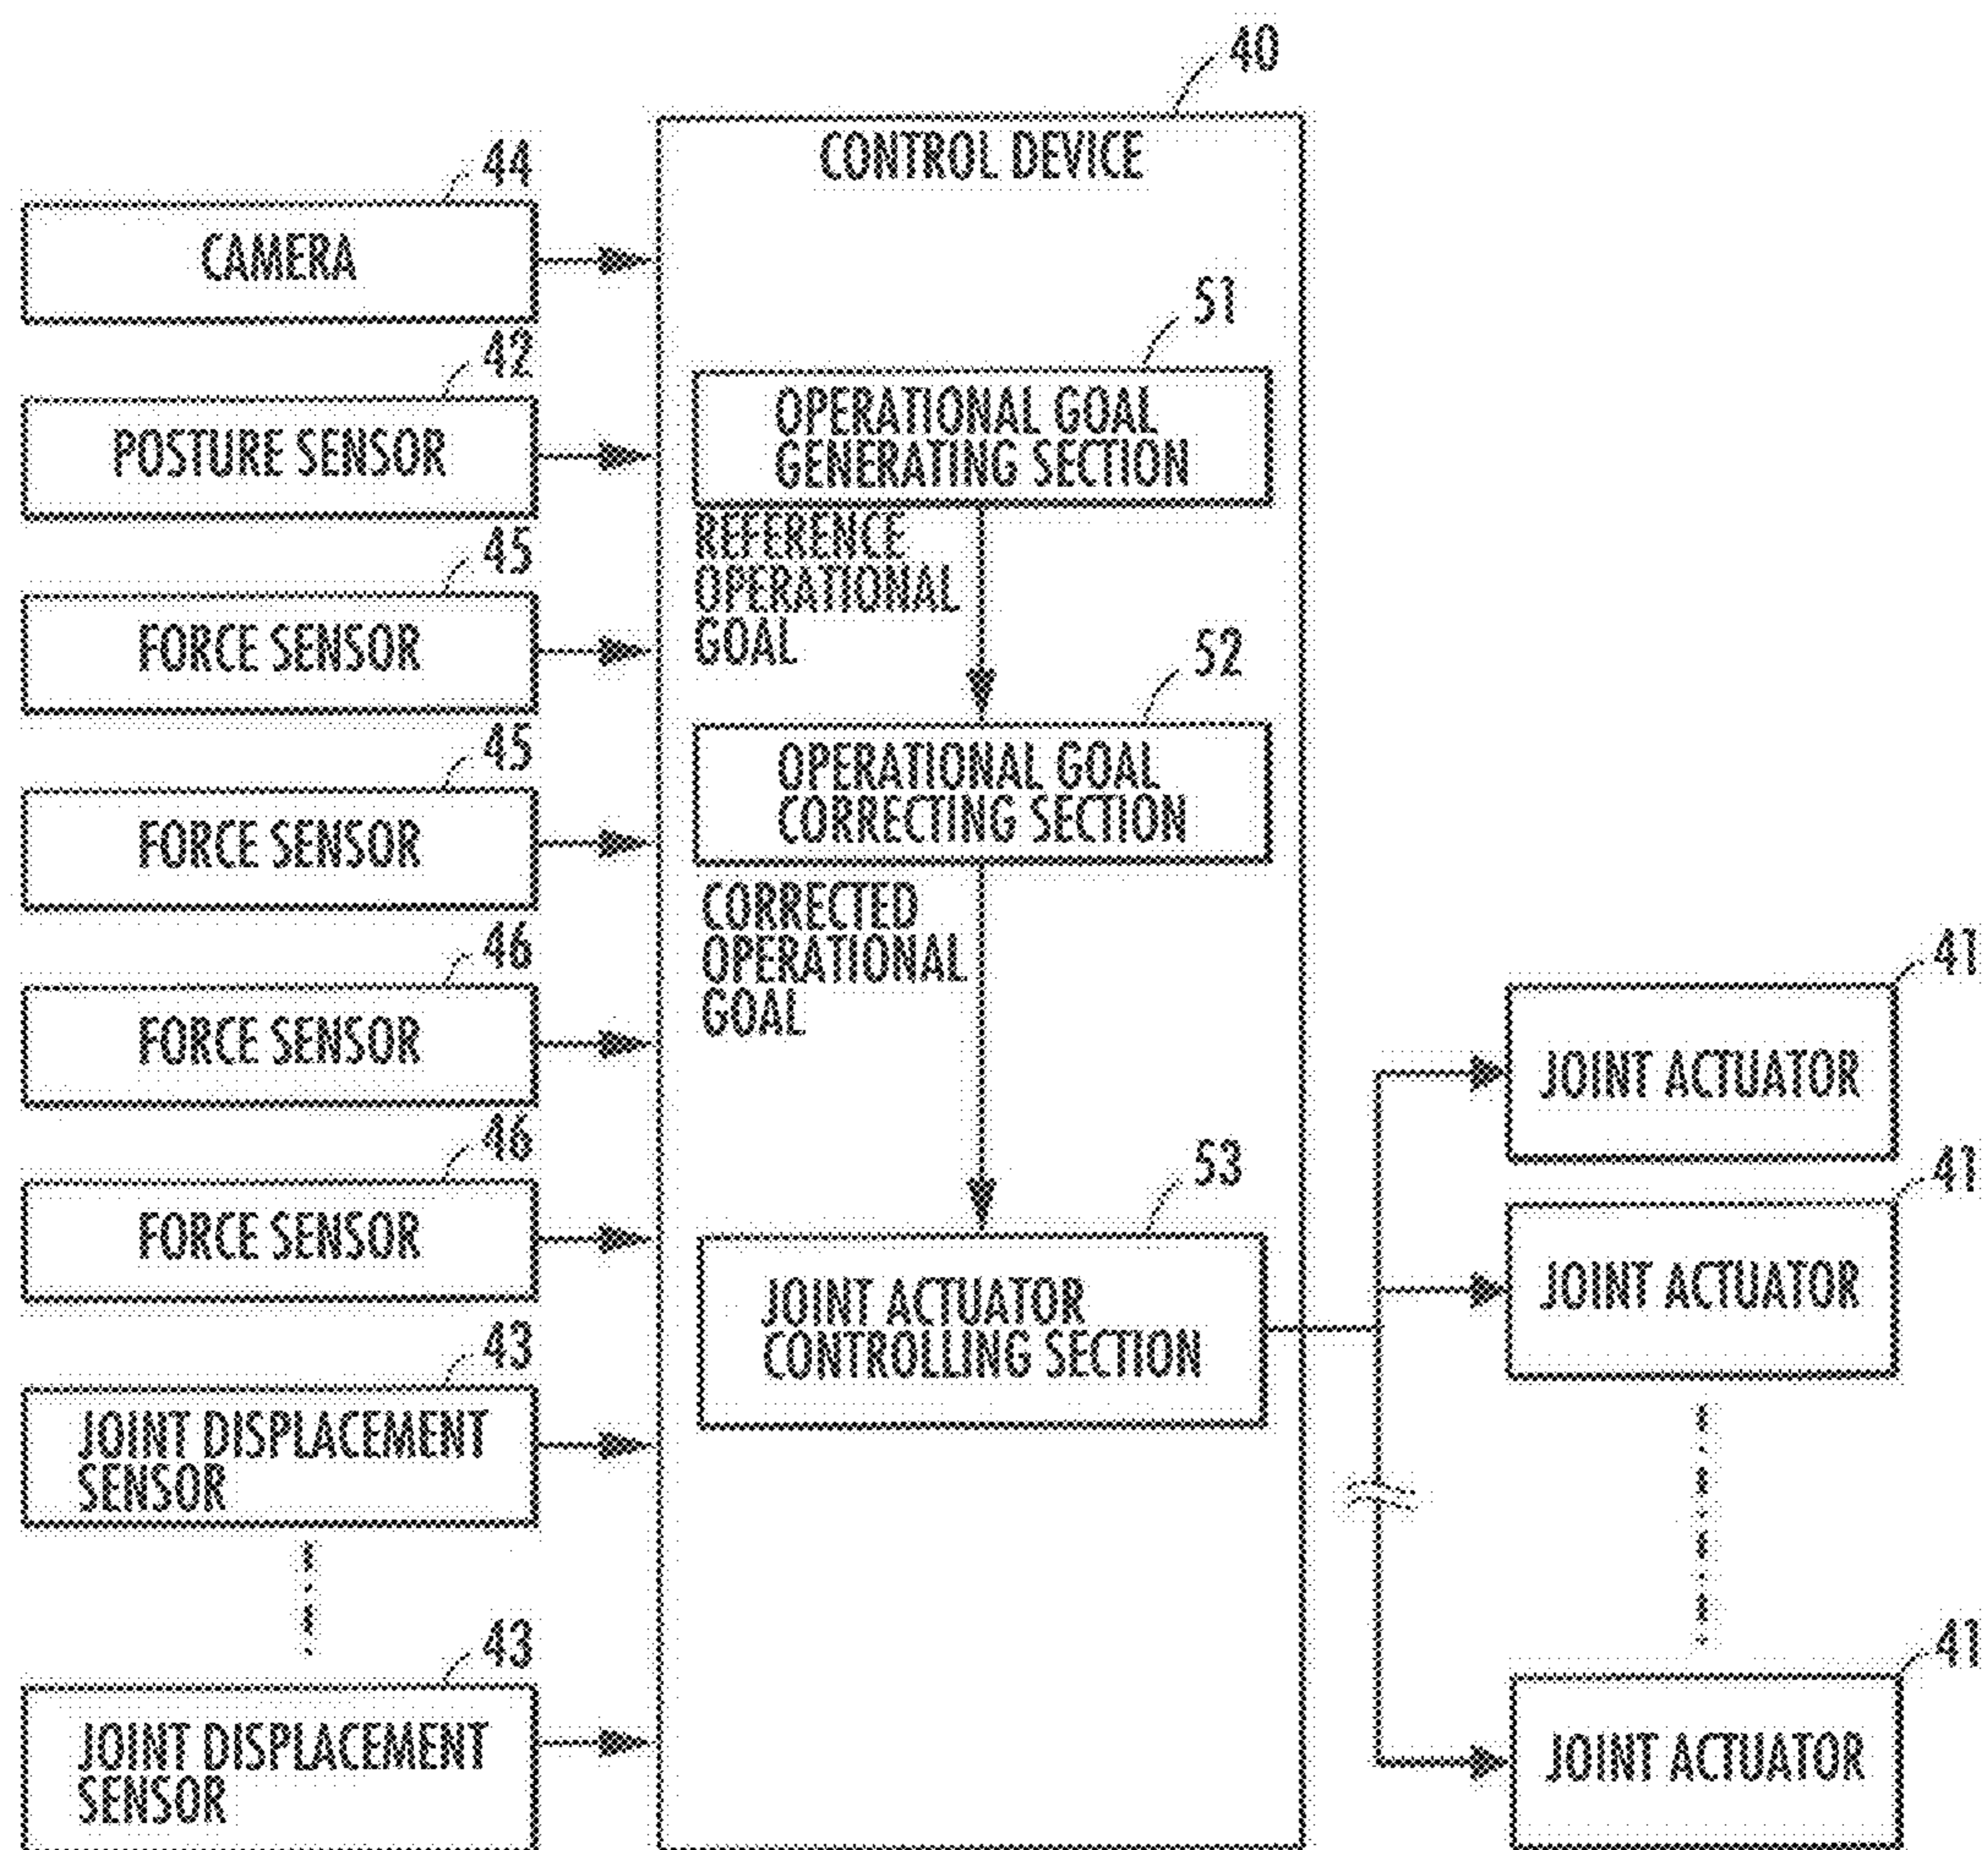 40
CONTROL DEVICE
44
CAMERA
42
POSTURE SENSOR
45
FORCE SENSOR
45
FORCE SENSOR
46
FORCE SENSOR
46
FORCE SENSOR
43
JOINT DISPLACEMENT
SENSOR
43
JOINT DISPLACEMENT
SENSOR
51
OPERATIONAL GOAL
GENERATING SECTION
REFERENCE
OPERATIONAL
GOAL
52
OPERATIONAL GOAL
CORRECTING SECTION
CORRECTED
OPERATIONAL
GOAL
53
JOINT ACTUATOR
CONTROLLING SECTION
41
JOINT ACTUATOR
41
JOINT ACTUATOR
41
JOINT ACTUATOR